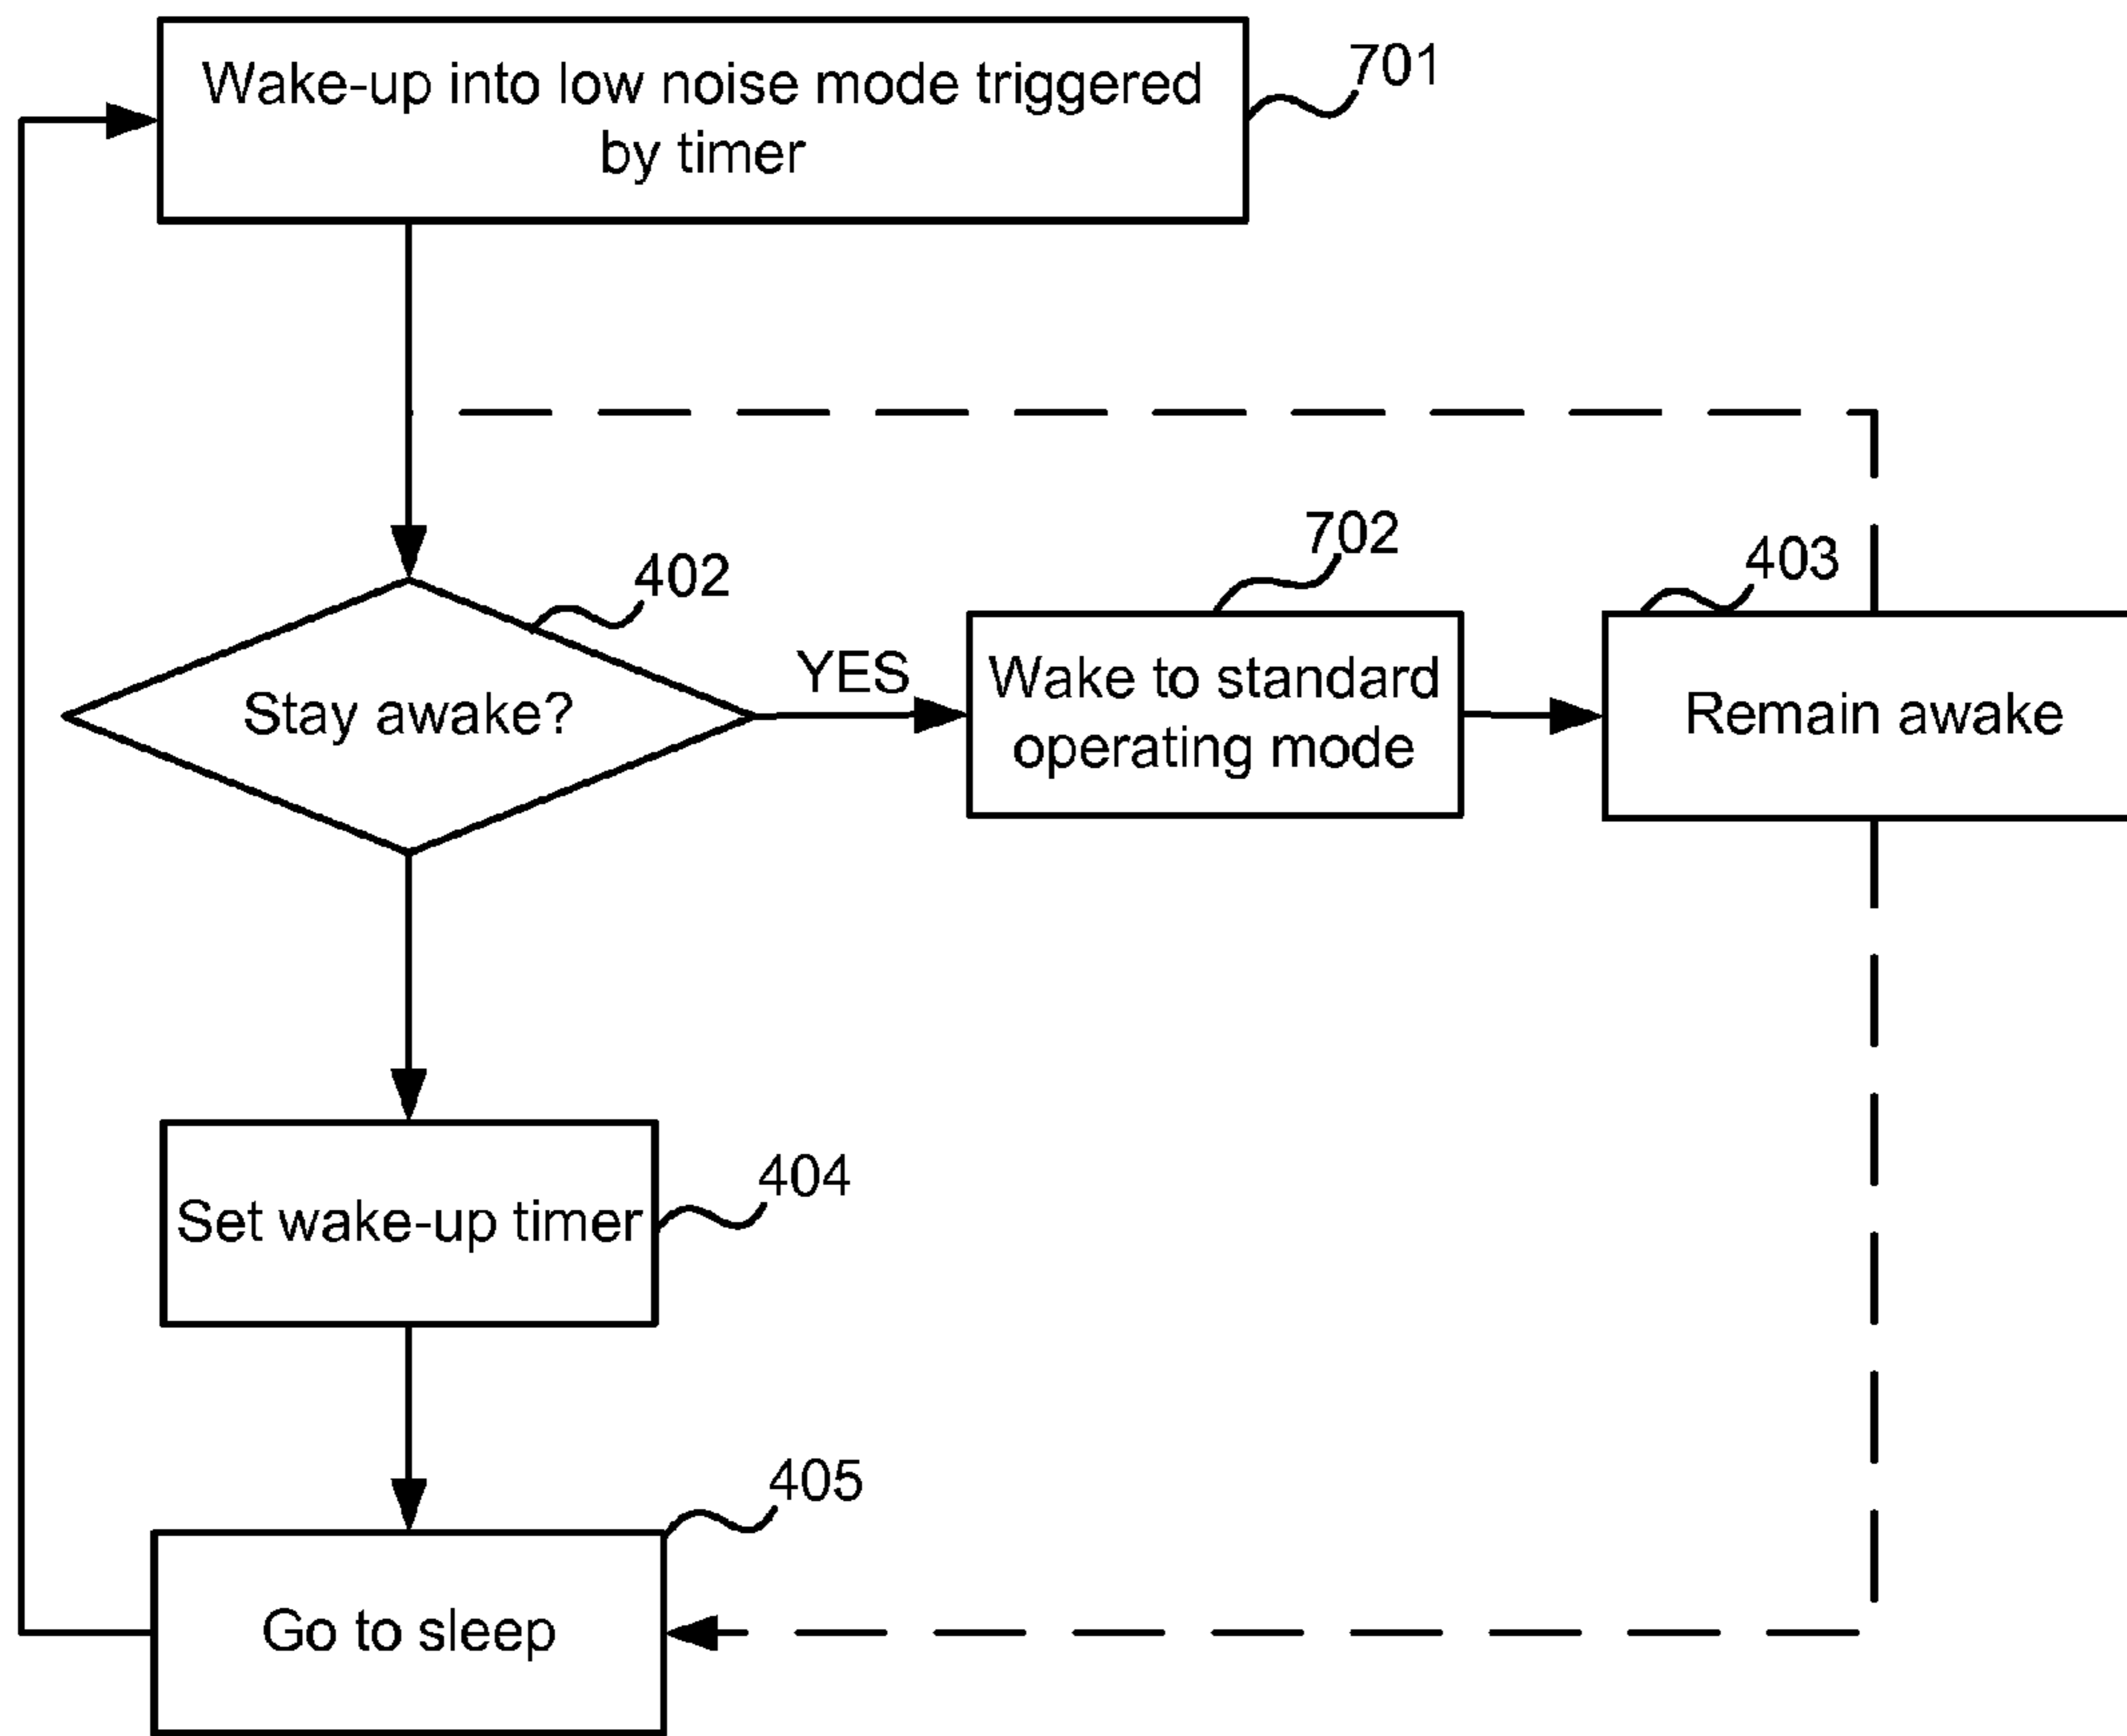 Wake-up into low noise mode triggered
by timer
701
402
Stay awake?
YES
702
Wake to standard
operating mode
403
Remain awake
404
Set wake-up timer
405
Go to sleep